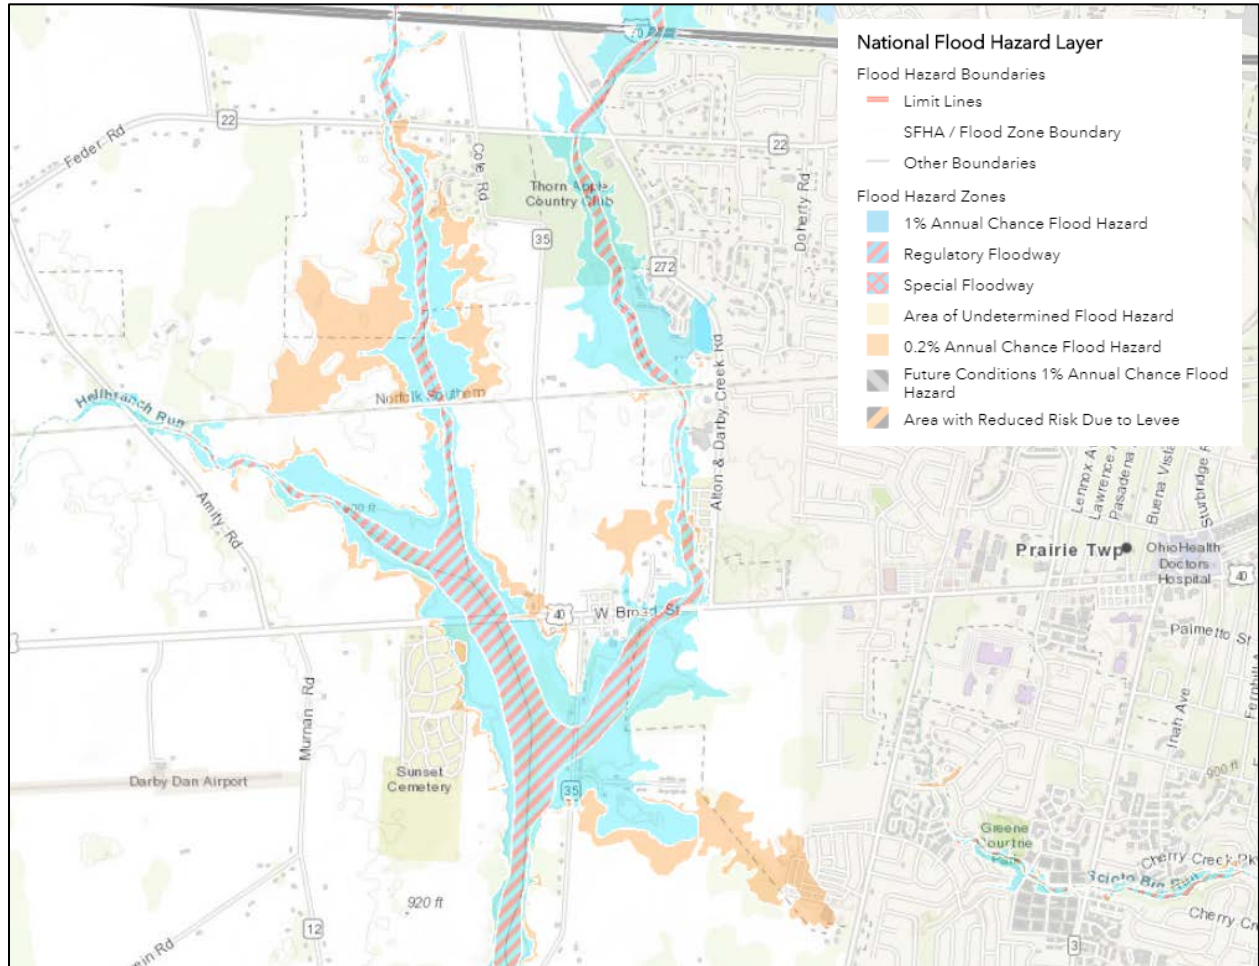 70
National Flood Hazard Layer
Flood Hazard Boundaries
Limit Lines
SFHA / Flood Zone Boundary
Other Boundaries
Flood Hazard Zones
1% Annual Chance Flood Hazard
Regulatory Floodway
Special Floodway
Area of Undetermined Flood Hazard
0.2% Annual Chance Flood Hazard
Future Conditions 1% Annual Chance Flood
Hazard
Area with Reduced Risk Due to Levee
Feder Rd
22
Cole Rd
22
Thorn Apple
Country Club
Doherty Rd
35
272
Norfolk Southern
Hellbranch Run
Amity Rd
Alton & Darby Creek Rd
Lennox A
Lawrence A
Pasadena
Buena Vista
Sturbridge R
Prairie Twp
OhioHealth
Doctors
Hospital
40
40
W Broad St
Palmetto St
Murnan Rd
Inah Ave
Fernhill A
900 ft
Darby Dan Airport
Sunset
Cemetery
35
Greene
Countrie
Park
Cherry Creek Pk
Scioto Big Run
Cherry Cr
920 ft
12
ein Rd
3